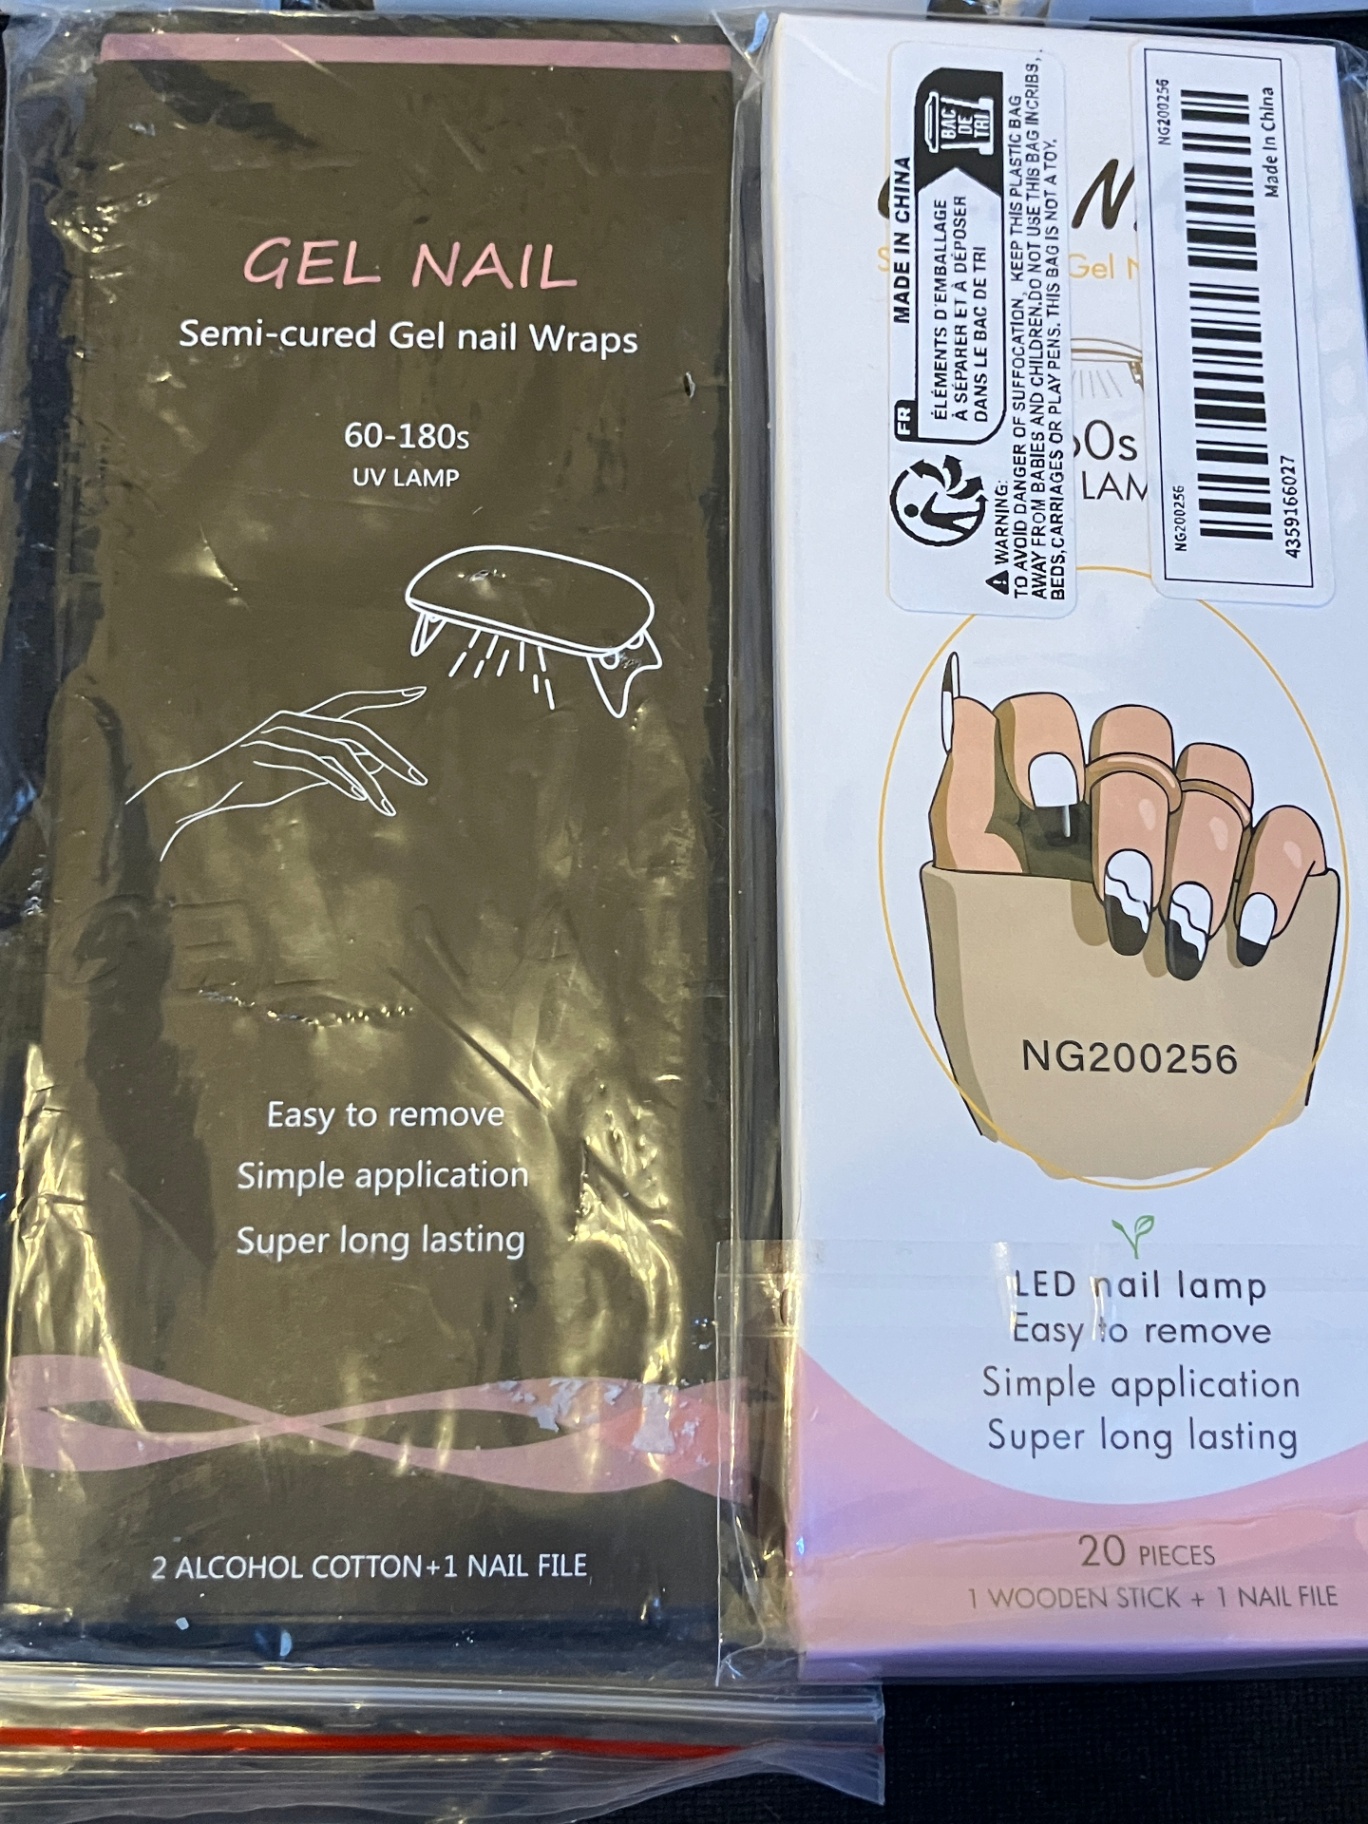 GEL NAIL
Semi-cured Gel nail Wraps
60-180s
UV LAMP
Easy to remove
Simple application
Super long lasting
2 ALCOHOL COTTON+1 NAIL FILE
MADE IN CHINA
FR
ÉLÉMENTS D'EMBALLAGE
À SÉPARER ET À DÉPOSER
DANS LE BAC DE TRI
BAC
DE
TRI
WARNING:
TO AVOID DANGER OF SUFFOCATION, KEEP THIS PLASTIC BAG
AWAY FROM BABIES AND CHILDREN.DO NOT USE THIS BAG IN CRIBS,
BEDS,CARRIAGES OR PLAY PENS. THIS BAG IS NOT A TOY.
NG200256
NG200256
4359166027
Made In China
Gel
NG200256
LED nail lamp
Easy to remove
Simple application
Super long lasting
20 PIECES
1 WOODEN STICK + 1 NAIL FILE